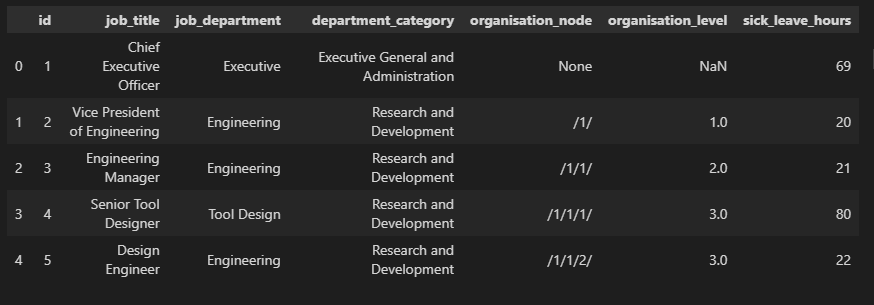 id job_title job_department department_category organisation_node organisation_level sick_leave_hours
0 1 Chief Executive Officer Executive Executive General and Administration None NaN 69
1 2 Vice President of Engineering Engineering Research and Development /1/ 1.0 20
2 3 Engineering Manager Engineering Research and Development /1/1/ 2.0 21
3 4 Senior Tool Designer Tool Design Research and Development /1/1/1/ 3.0 80
4 5 Design Engineer Engineering Research and Development /1/1/2/ 3.0 22